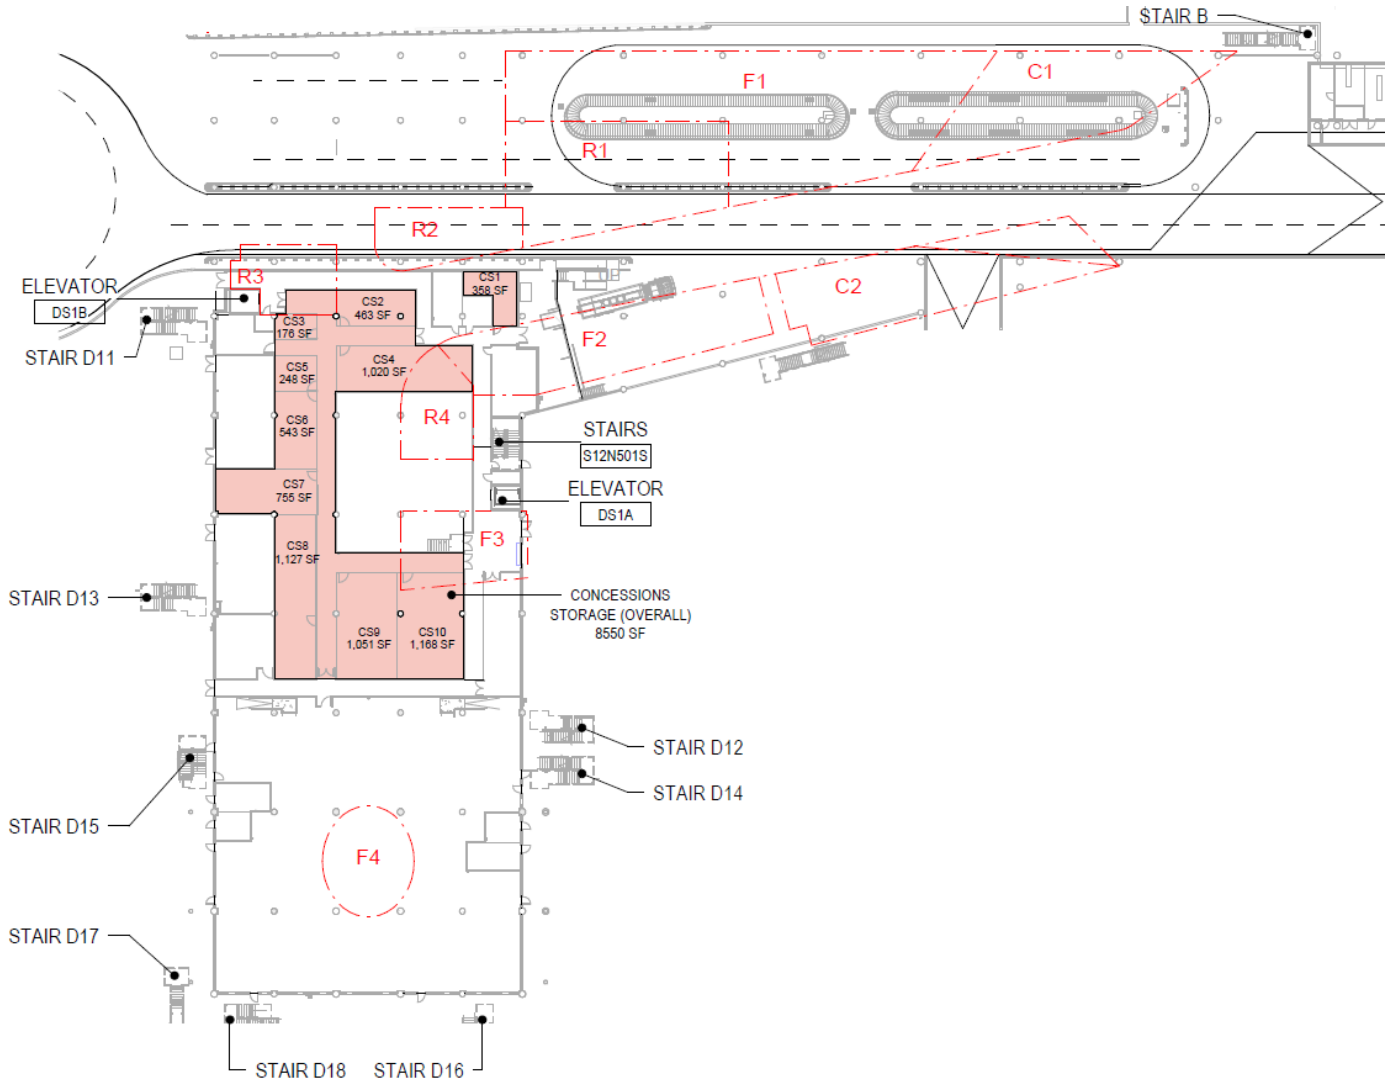 STAIR B
F1
C1
R1
R2
R3
ELEVATOR
DS1B
STAIR D11
CS1
358 SF
CS2
463 SF
CS3
176 SF
CS4
1,020 SF
CS5
248 SF
CS6
543 SF
CS7
755 SF
CS8
1,127 SF
CS9
1,051 SF
CS10
1,168 SF
C2
F2
R4
STAIRS
S12N501S
ELEVATOR
DS1A
F3
CONCESSIONS
STORAGE (OVERALL)
8550 SF
STAIR D13
STAIR D12
STAIR D14
STAIR D15
F4
STAIR D17
STAIR D18
STAIR D16